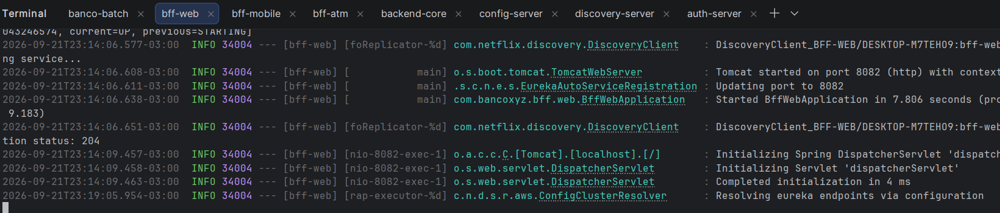 Terminal banco-batch × bff-web × bff-mobile × bff-atm × backend-core × config-server × discovery-server × auth-server ×
043246574, current=UP, previous=STARTING]
2026-09-21T23:14:06.577-03:00  INFO 34004 --- [bff-web] [foReplicator-%d] com.netflix.discovery.DiscoveryClient    : DiscoveryClient_BFF-WEB/DESKTOP-M7TEHO9:bff-web
ng service...
2026-09-21T23:14:06.608-03:00  INFO 34004 --- [bff-web] [           main] o.s.boot.tomcat.TomcatWebServer          : Tomcat started on port 8082 (http) with context
2026-09-21T23:14:06.611-03:00  INFO 34004 --- [bff-web] [           main] .s.c.n.e.s.EurekaAutoServiceRegistration : Updating port to 8082
2026-09-21T23:14:06.638-03:00  INFO 34004 --- [bff-web] [           main] com.bancoxyz.bff.web.BffWebApplication   : Started BffWebApplication in 7.806 seconds (pro
 9.183)
2026-09-21T23:14:06.651-03:00  INFO 34004 --- [bff-web] [foReplicator-%d] com.netflix.discovery.DiscoveryClient    : DiscoveryClient_BFF-WEB/DESKTOP-M7TEHO9:bff-web
tion status: 204
2026-09-21T23:14:09.457-03:00  INFO 34004 --- [bff-web] [nio-8082-exec-1] o.a.c.c.C.[Tomcat].[localhost].[/]       : Initializing Spring DispatcherServlet 'dispatch
2026-09-21T23:14:09.458-03:00  INFO 34004 --- [bff-web] [nio-8082-exec-1] o.s.web.servlet.DispatcherServlet        : Initializing Servlet 'dispatcherServlet'
2026-09-21T23:14:09.463-03:00  INFO 34004 --- [bff-web] [nio-8082-exec-1] o.s.web.servlet.DispatcherServlet        : Completed initialization in 4 ms
2026-09-21T23:19:05.954-03:00  INFO 34004 --- [bff-web] [rap-executor-%d] c.n.d.s.r.aws.ConfigClusterResolver      : Resolving eureka endpoints via configuration